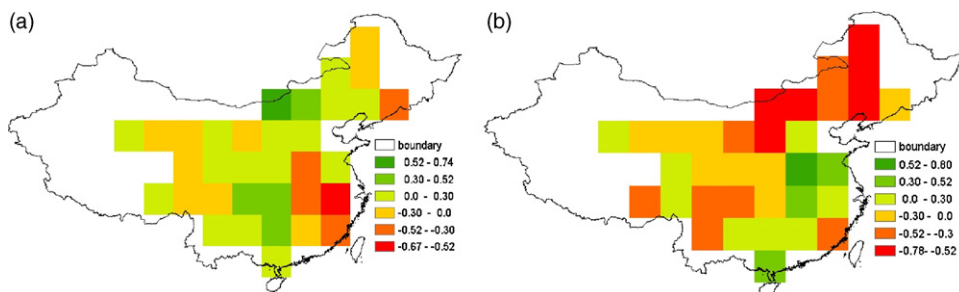 (a)
boundary
0.52 - 0.74
0.30 - 0.52
0.0 - 0.30
-0.30 - 0.0
-0.52 - -0.30
-0.67 - -0.52
(b)
boundary
0.52 - 0.80
0.30 - 0.52
0.0 - 0.30
-0.30 - 0.0
-0.52 - -0.3
-0.78- -0.52